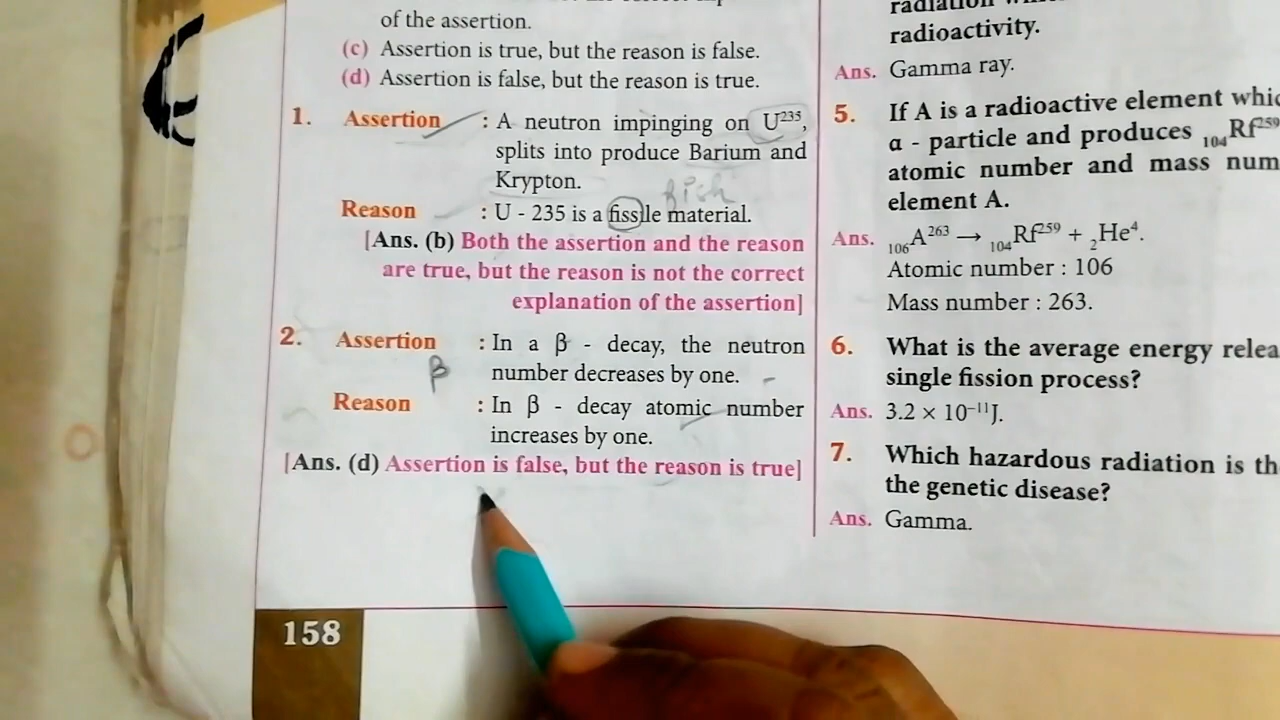 of the assertion.
(c) Assertion is true, but the reason is false.
(d) Assertion is false, but the reason is true.
1. Assertion : A neutron impinging on U²³⁵,
splits into produce Barium and
Krypton.
Reason : U - 235 is a fissile material.
[Ans. (b) Both the assertion and the reason
are true, but the reason is not the correct
explanation of the assertion]
2. Assertion : In a β - decay, the neutron
number decreases by one.
β
Reason : In β - decay atomic number
increases by one.
[Ans. (d) Assertion is false, but the reason is true]
158
radiation
radioactivity.
Ans. Gamma ray.
5. If A is a radioactive element
α - particle and produces ₁₀₄Rf²⁵⁹
atomic number and mass
element A.
Ans. ₁₀₆A²⁶³ → ₁₀₄Rf²⁵⁹ + ₂He⁴.
Atomic number : 106
Mass number : 263.
6. What is the average energy
single fission process?
Ans. 3.2 × 10⁻¹¹J.
7. Which hazardous radiation is
the genetic disease?
Ans. Gamma.